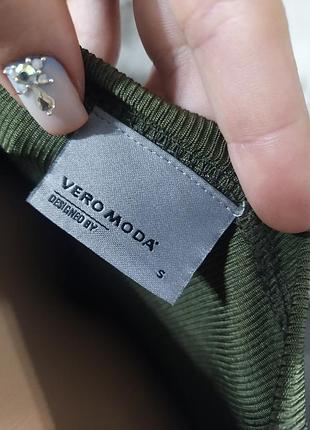 VERO MODA
DESIGNED BY
S